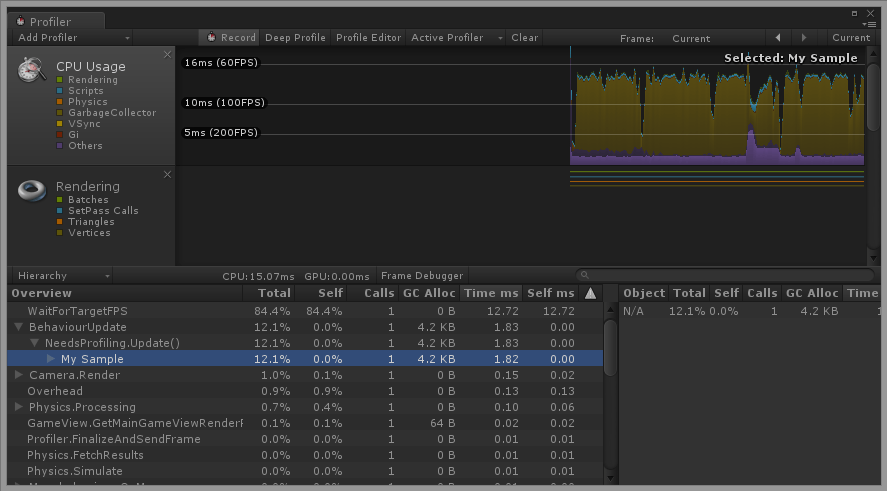 Profiler
Add Profiler Record Deep Profile Profile Editor Active Profiler Clear Frame: Current Current
CPU Usage
Rendering
Scripts
Physics
GarbageCollector
VSync
Gi
Others
Selected: My Sample
16ms (60FPS)
10ms (100FPS)
5ms (200FPS)
Rendering
Batches
SetPass Calls
Triangles
Vertices
Hierarchy CPU:15.07ms GPU:0.00ms Frame Debugger
Overview Total Self Calls GC Alloc Time ms Self ms Object Total Self Calls GC Alloc Time
WaitForTargetFPS 84.4% 84.4% 1 0 B 12.72 12.72 N/A 12.1% 0.0% 1 4.2 KB 1
BehaviourUpdate 12.1% 0.0% 1 4.2 KB 1.83 0.00
NeedsProfiling.Update() 12.1% 0.0% 1 4.2 KB 1.83 0.00
My Sample 12.1% 0.0% 1 4.2 KB 1.82 0.00
Camera.Render 1.0% 0.1% 1 0 B 0.15 0.02
Overhead 0.9% 0.9% 1 0 B 0.13 0.13
Physics.Processing 0.7% 0.4% 1 0 B 0.10 0.06
GameView.GetMainGameViewRenderF 0.1% 0.1% 1 64 B 0.02 0.02
Profiler.FinalizeAndSendFrame 0.0% 0.0% 1 0 B 0.01 0.01
Physics.FetchResults 0.0% 0.0% 1 0 B 0.01 0.01
Physics.Simulate 0.0% 0.0% 1 0 B 0.01 0.01